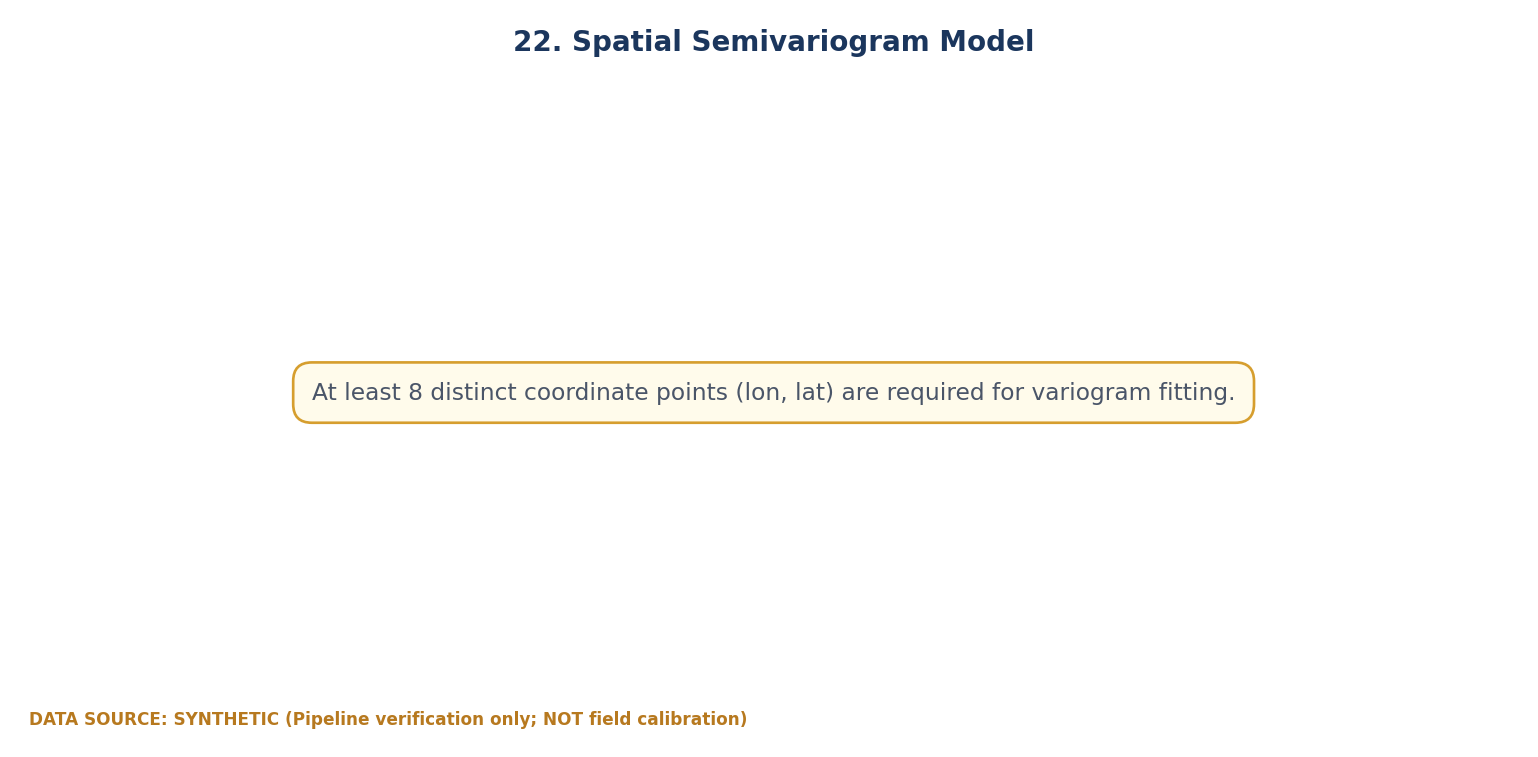 22. Spatial Semivariogram Model
At least 8 distinct coordinate points (lon, lat) are required for variogram fitting.
DATA SOURCE: SYNTHETIC (Pipeline verification only; NOT field calibration)